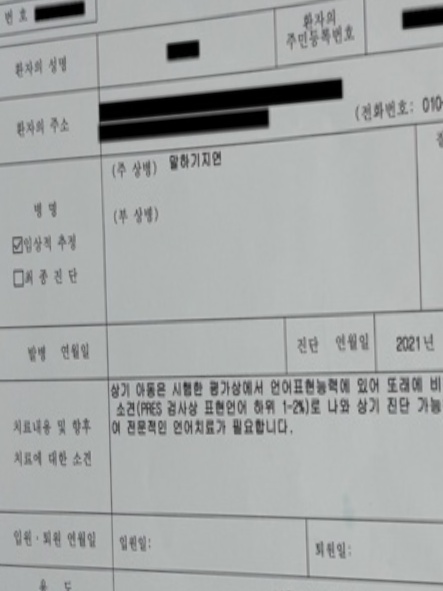 번 호
환자의 성명
환자의
주민등록번호
환자의 주소
(전화번호: 010-
병 명
☑임상적 추정
☐최 종 진 단
(주 상병) 말하기지연
(부 상병)
발병 연월일
진단 연월일
2021년
치료내용 및 향후
치료에 대한 소견
상기 아동은 시행한 평가상에서 언어표현능력에 있어 또래에 비
소견(PRES 검사상 표현언어 하위 1-2%)로 나와 상기 진단 가능
여 전문적인 언어치료가 필요합니다.
입원·퇴원 연월일
입원일:
퇴원일:
용 도